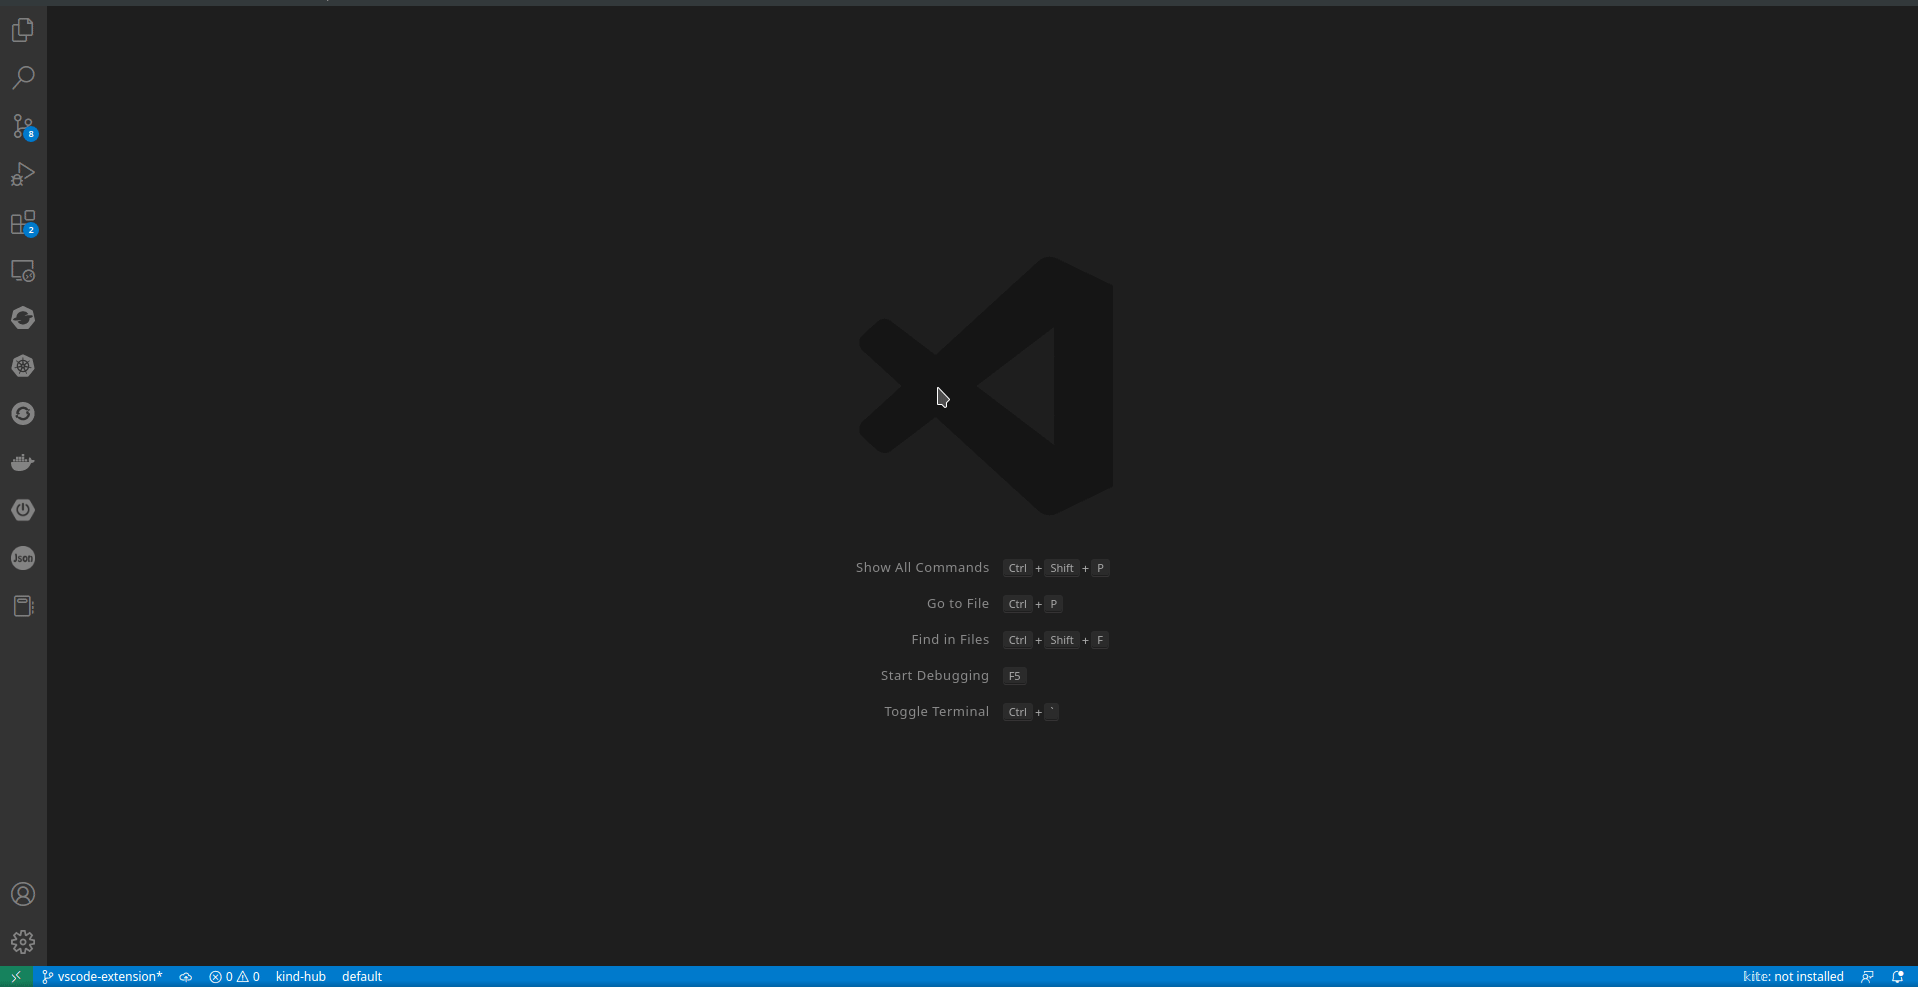 8
2
Json
Show All Commands Ctrl + Shift + P
Go to File Ctrl + P
Find in Files Ctrl + Shift + F
Start Debugging F5
Toggle Terminal Ctrl + `
vscode-extension* 0 0 kind-hub default kite: not installed